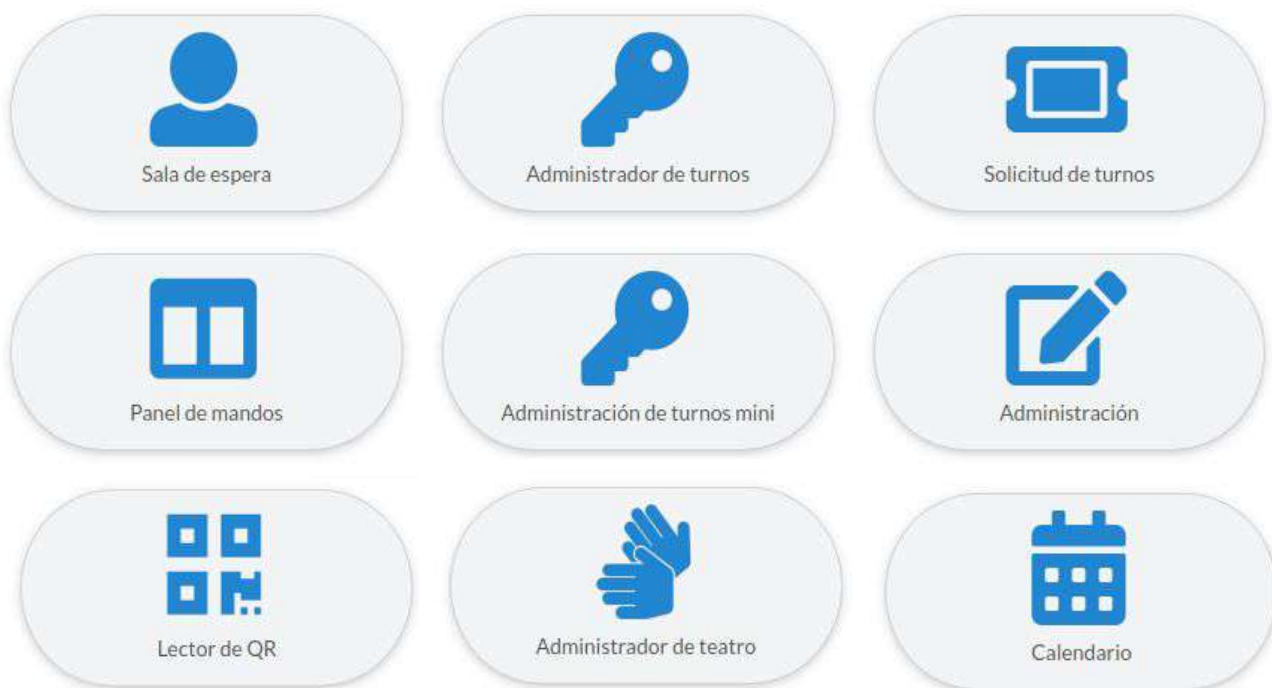 Sala de espera
Administrador de turnos
Solicitud de turnos
Panel de mandos
Administración de turnos mini
Administración
Lector de QR
Administrador de teatro
Calendario